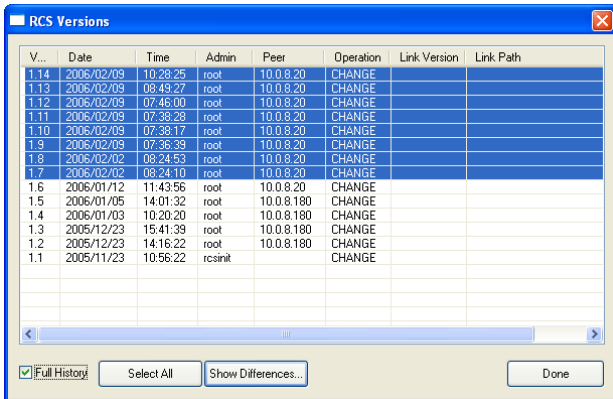 RCS Versions
V... Date Time Admin Peer Operation Link Version Link Path
1.14 2006/02/09 10:28:25 root 10.0.8.20 CHANGE
1.13 2006/02/09 08:49:27 root 10.0.8.20 CHANGE
1.12 2006/02/09 07:46:00 root 10.0.8.20 CHANGE
1.11 2006/02/09 07:38:28 root 10.0.8.20 CHANGE
1.10 2006/02/09 07:38:17 root 10.0.8.20 CHANGE
1.9 2006/02/09 07:36:39 root 10.0.8.20 CHANGE
1.8 2006/02/02 08:24:53 root 10.0.8.20 CHANGE
1.7 2006/02/02 08:24:10 root 10.0.8.20 CHANGE
1.6 2006/01/12 11:43:56 root 10.0.8.20 CHANGE
1.5 2006/01/05 14:01:32 root 10.0.8.180 CHANGE
1.4 2006/01/03 10:20:20 root 10.0.8.180 CHANGE
1.3 2005/12/23 15:41:39 root 10.0.8.180 CHANGE
1.2 2005/12/23 14:16:22 root 10.0.8.180 CHANGE
1.1 2005/11/23 10:56:22 rcsinit CHANGE
Full History Select All Show Differences... Done